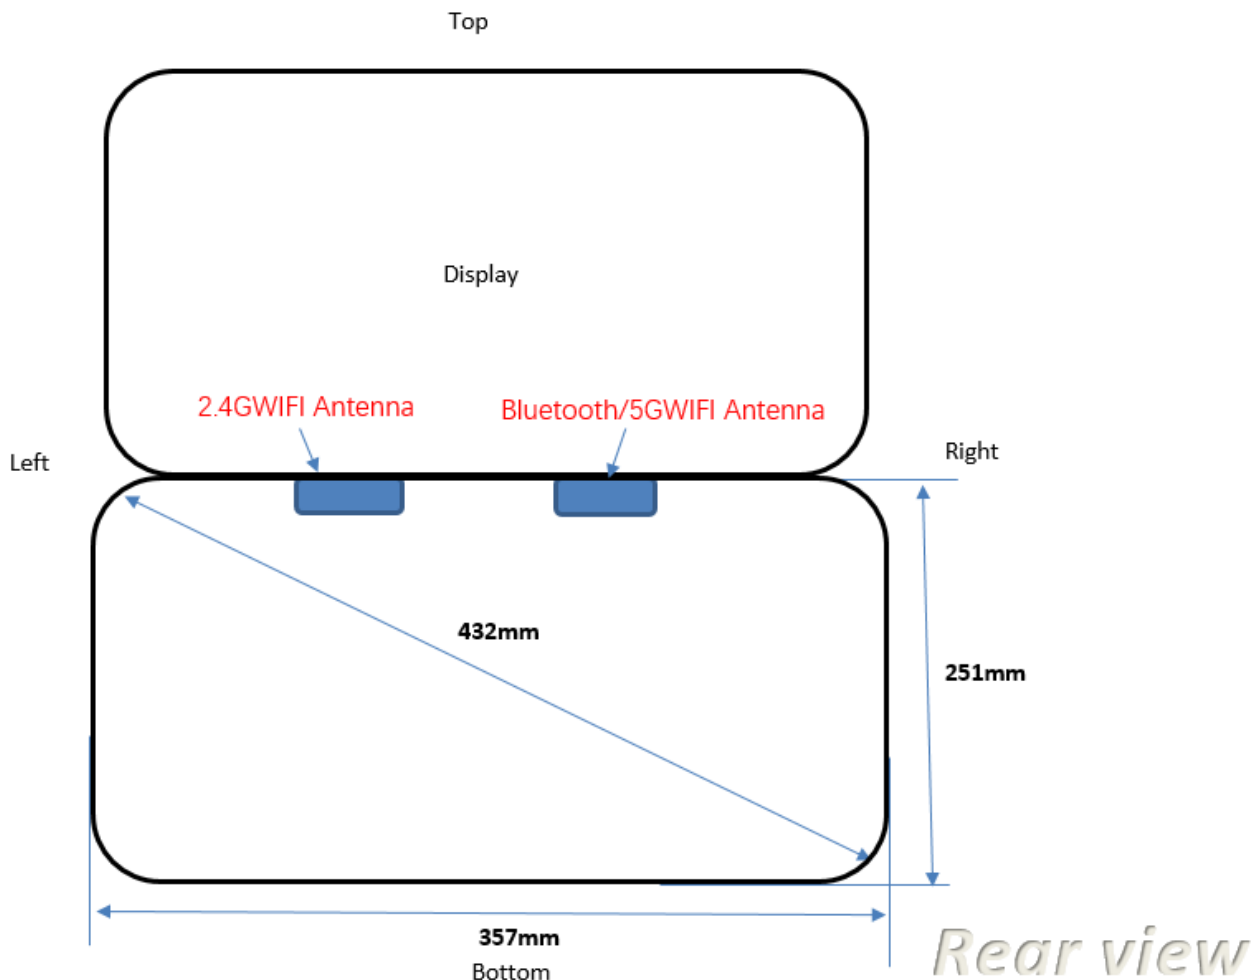 Top
Display
2.4GWIFI Antenna
Bluetooth/5GWIFI Antenna
Left
Right
432mm
251mm
357mm
Bottom
Rear view